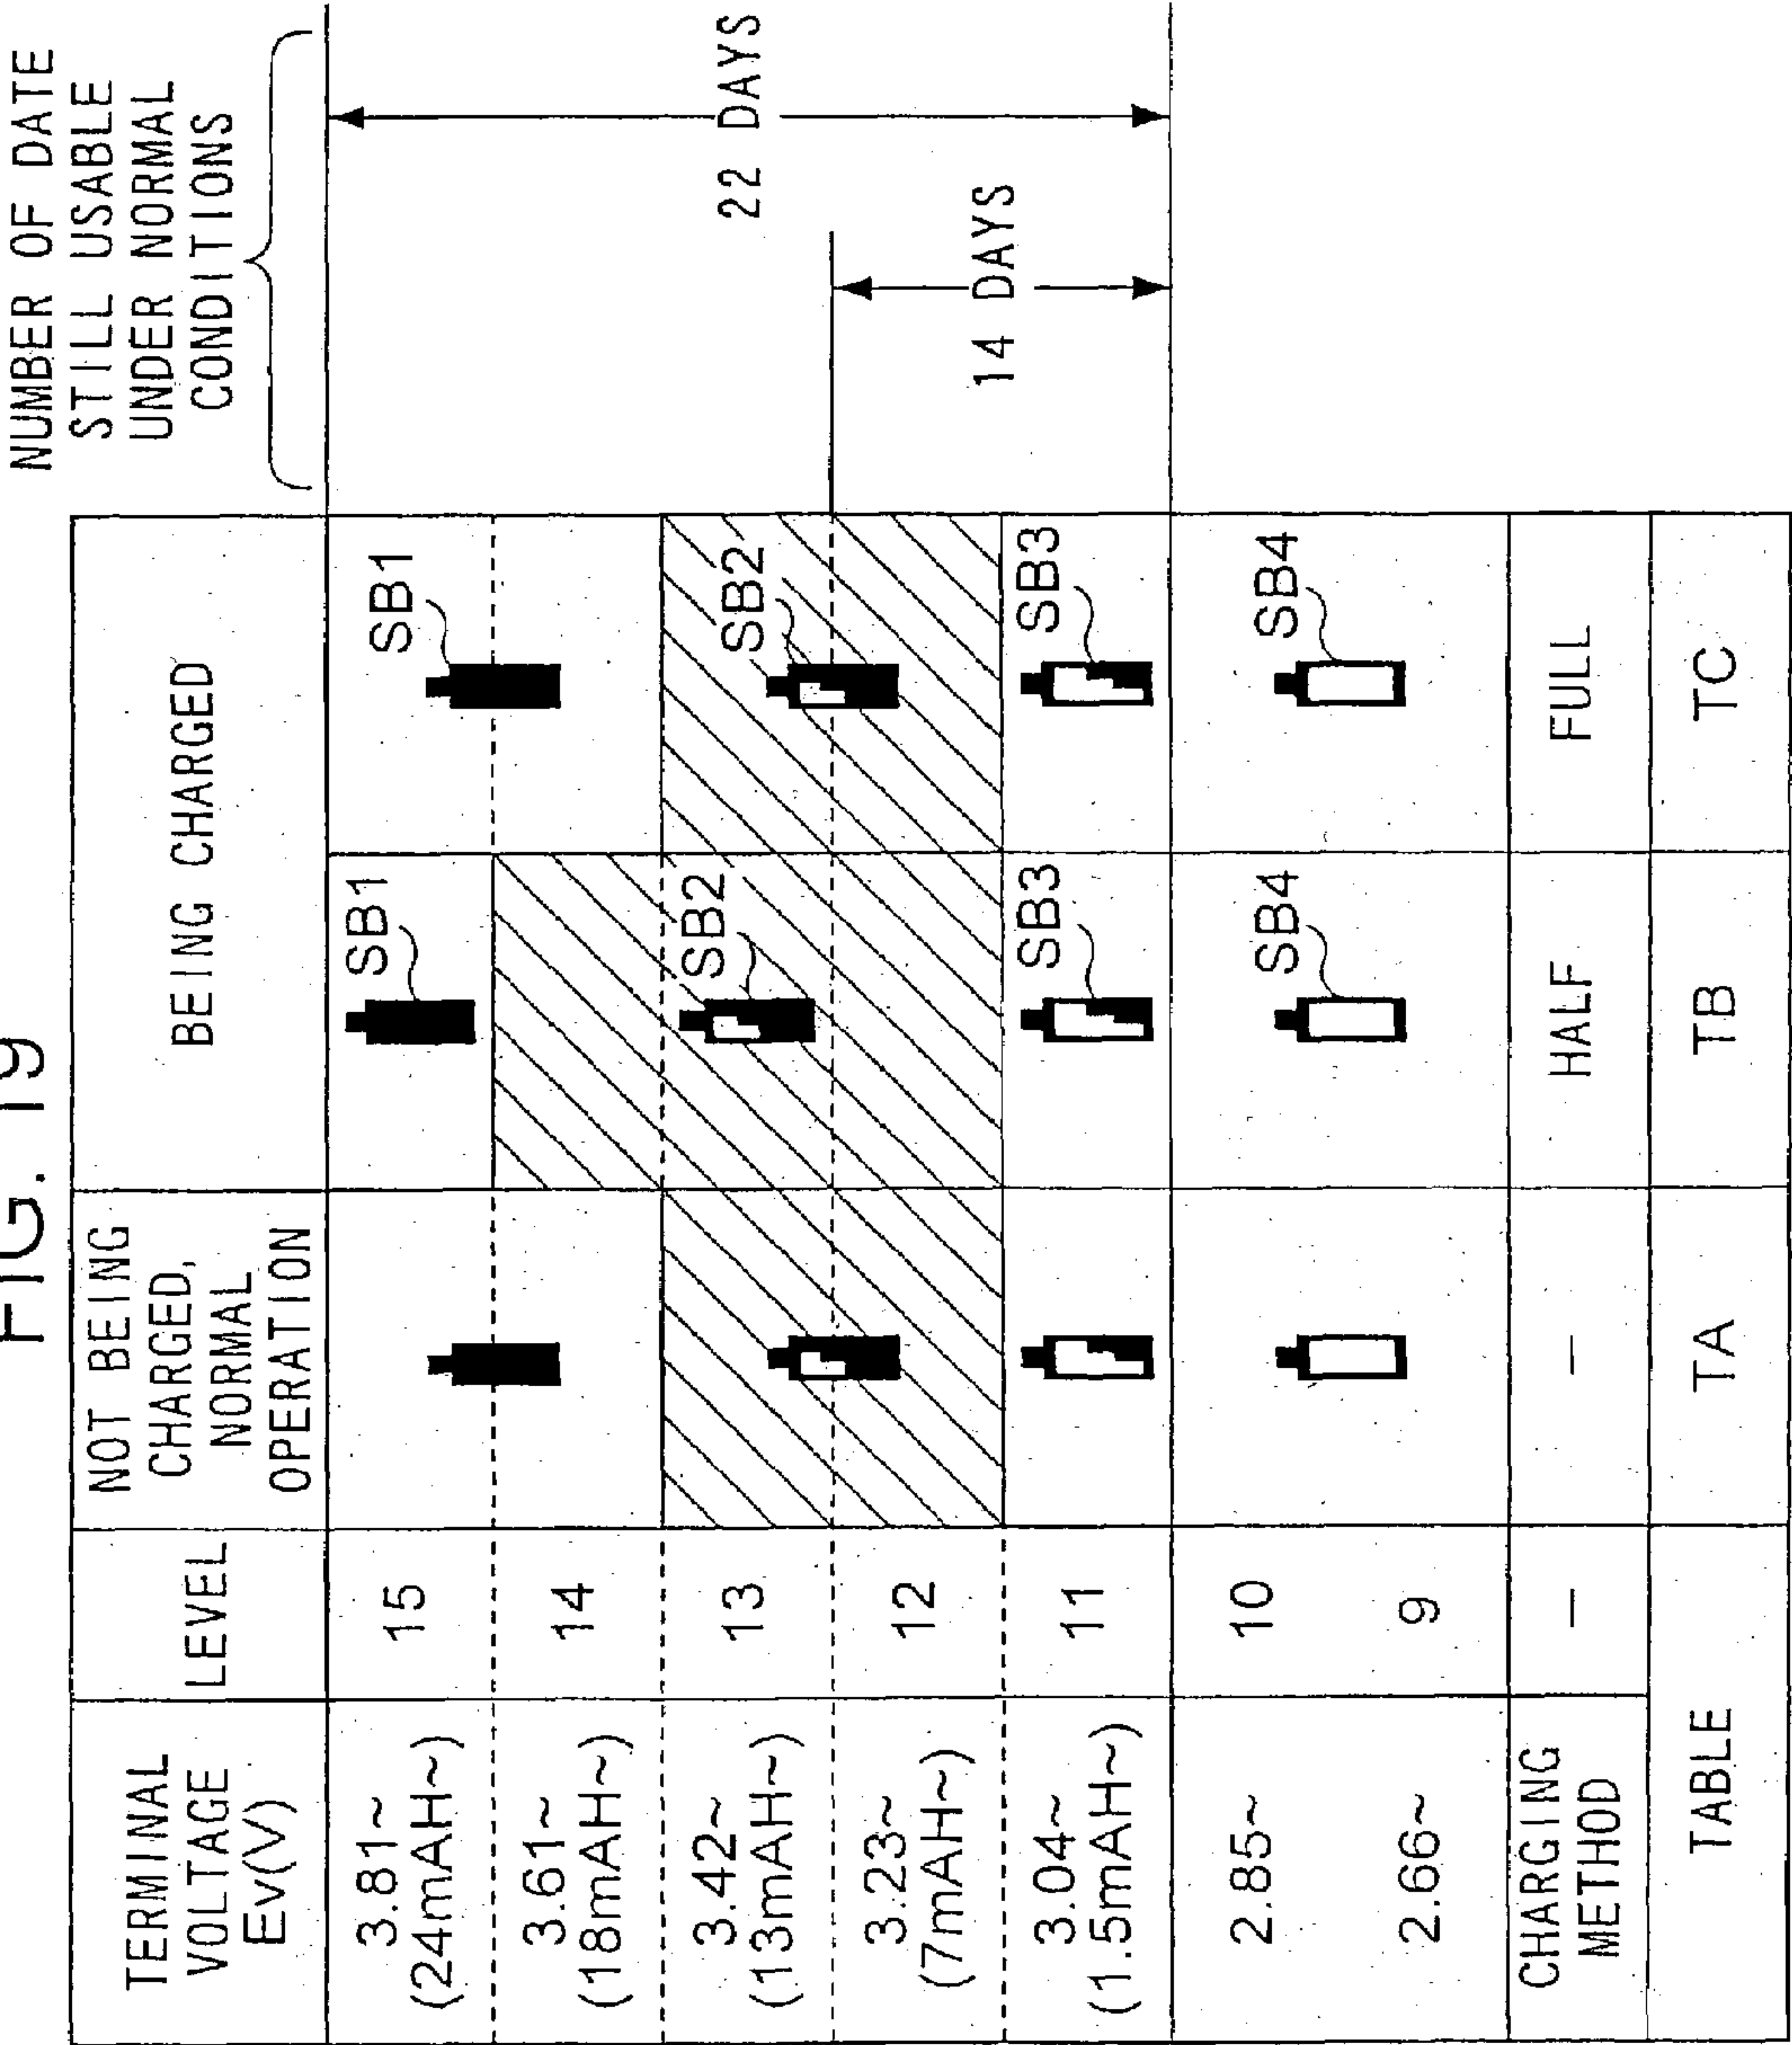 FIG. 19
TERMINAL
VOLTAGE
Ev(V)
LEVEL
NOT BEING
CHARGED,
NORMAL
OPERATION
BEING CHARGED
NUMBER OF DATE
STILL USABLE
UNDER NORMAL
CONDITIONS
3.81~
(24mAH~)
15
SB1
SB1
3.61~
(18mAH~)
14
3.42~
(13mAH~)
13
SB2
SB2
22 DAYS
3.23~
(7mAH~)
12
3.04~
(1.5mAH~)
11
SB3
SB3
14 DAYS
2.85~
10
SB4
SB4
2.66~
9
CHARGING
METHOD
—
—
HALF
FULL
TABLE
TA
TB
TC